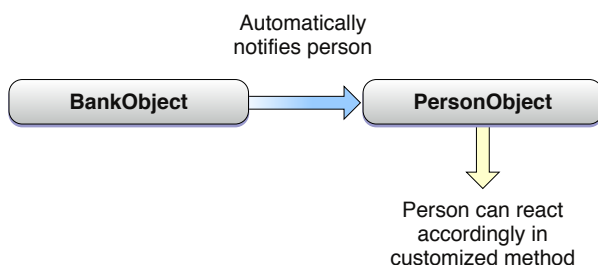 Automatically
notifies person
BankObject
PersonObject
Person can react
accordingly in
customized method